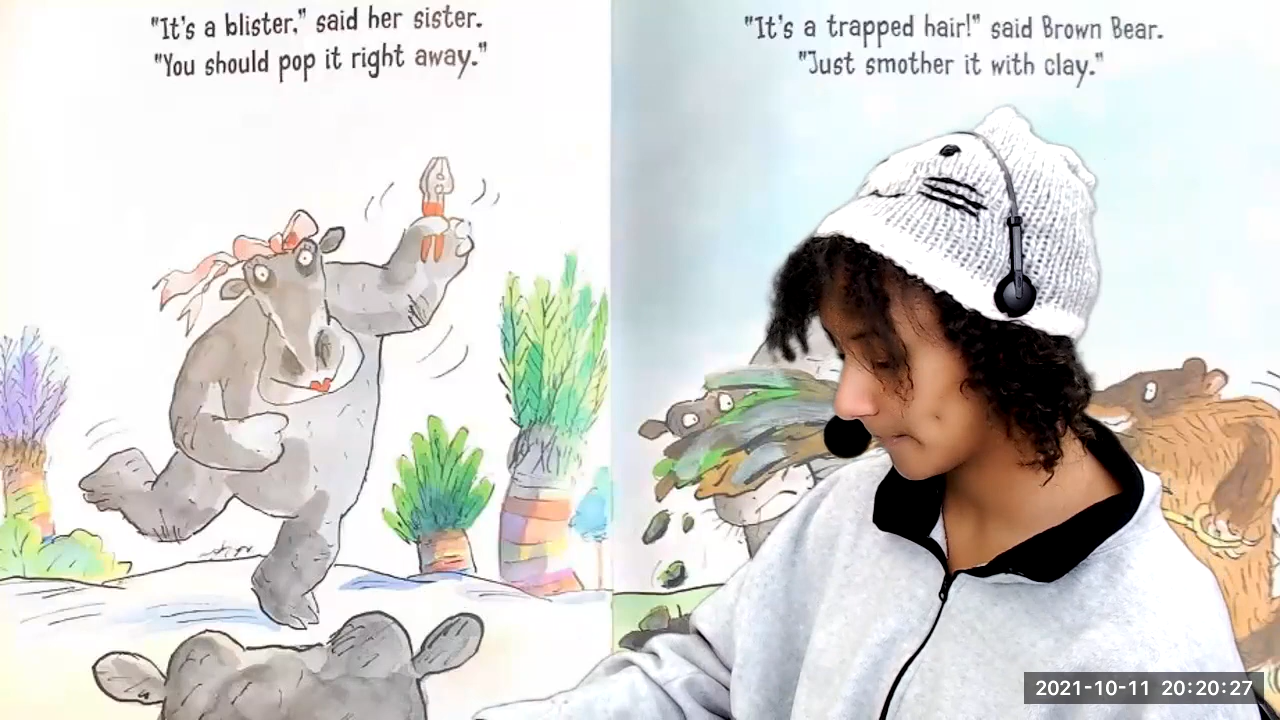 "It's a blister," said her sister.
"You should pop it right away."
"It's a trapped hair!" said Brown Bear.
"Just smother it with clay."
2021-10-11 20:20:27